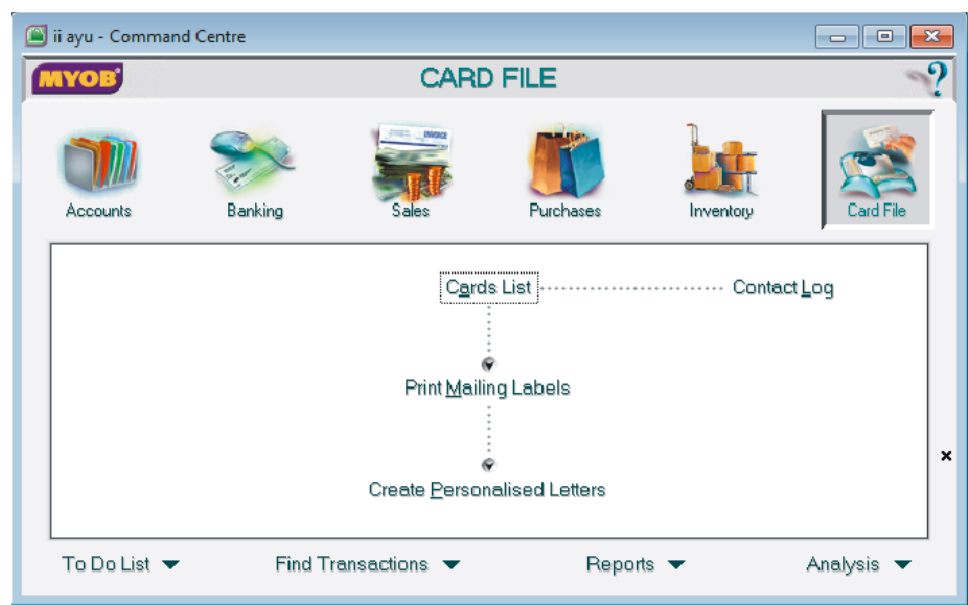 ii ayu - Command Centre
MYOB
CARD FILE
INVOICE
Accounts
Banking
Sales
Purchases
Inventory
Card File
Cards List
Contact Log
Print Mailing Labels
Create Personalised Letters
To Do List
Find Transactions
Reports
Analysis